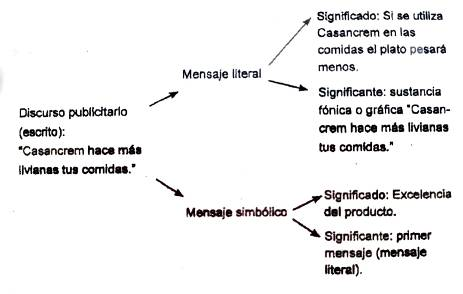 Significado: Si se utiliza
Casancrem en las
comidas el plato pesará
menos.
Mensaje literal
Significante: sustancia
fónica o gráfica "Casan-
crem hace más livianas
tus comidas."
Discurso publicitario
(escrito):
"Casancrem hace más
livianas tus comidas."
Mensaje simbólico
Significado: Excelencia
del producto.
Significante: primer
mensaje (mensaje
literal).